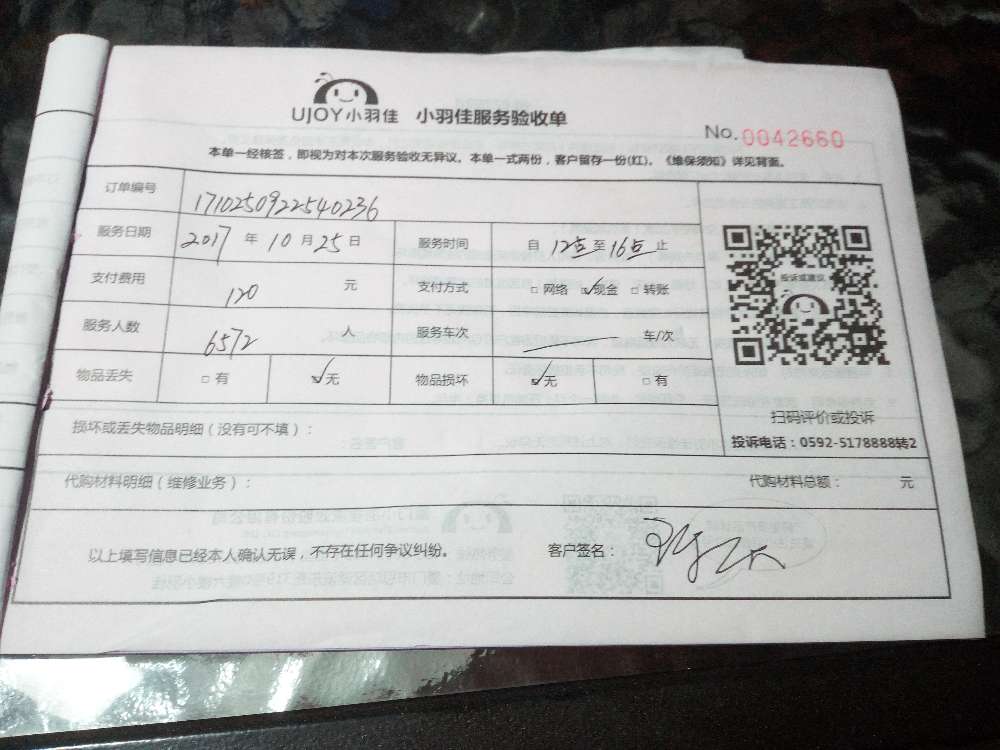 UJOY小羽佳 小羽佳服务验收单
No.0042660
本单一经核签，即视为对本次服务验收无异议。本单一式两份，客户留存一份(红)。《维保须知》详见背面。
订单编号 1710250922540236
服务日期 2017 年 10 月 25 日 服务时间 自 12点 至 16点 止
支付费用 120 元 支付方式 □ 网络 ☑ 现金 □ 转账
投诉或建议
服务人数 6572 人 服务车次 车/次
物品丢失 □ 有 ☑ 无 物品损坏 ☑ 无 □ 有
扫码评价或投诉
损坏或丢失物品明细（没有可不填）：
投诉电话：0592-5178888转2
代购材料明细（维修业务）： 代购材料总额： 元
以上填写信息已经本人确认无误，不存在任何争议纠纷。 客户签名：